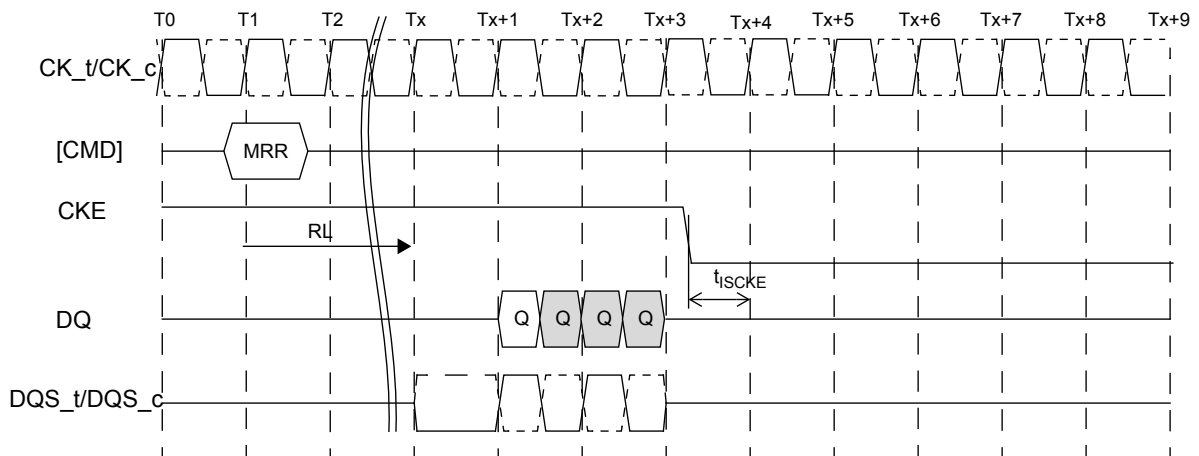 T0 T1 T2 Tx Tx+1 Tx+2 Tx+3 Tx+4 Tx+5 Tx+6 Tx+7 Tx+8 Tx+9
CK_t/CK_c
[CMD] MRR
CKE
RL
tISCKE
DQ Q Q Q Q
DQS_t/DQS_c